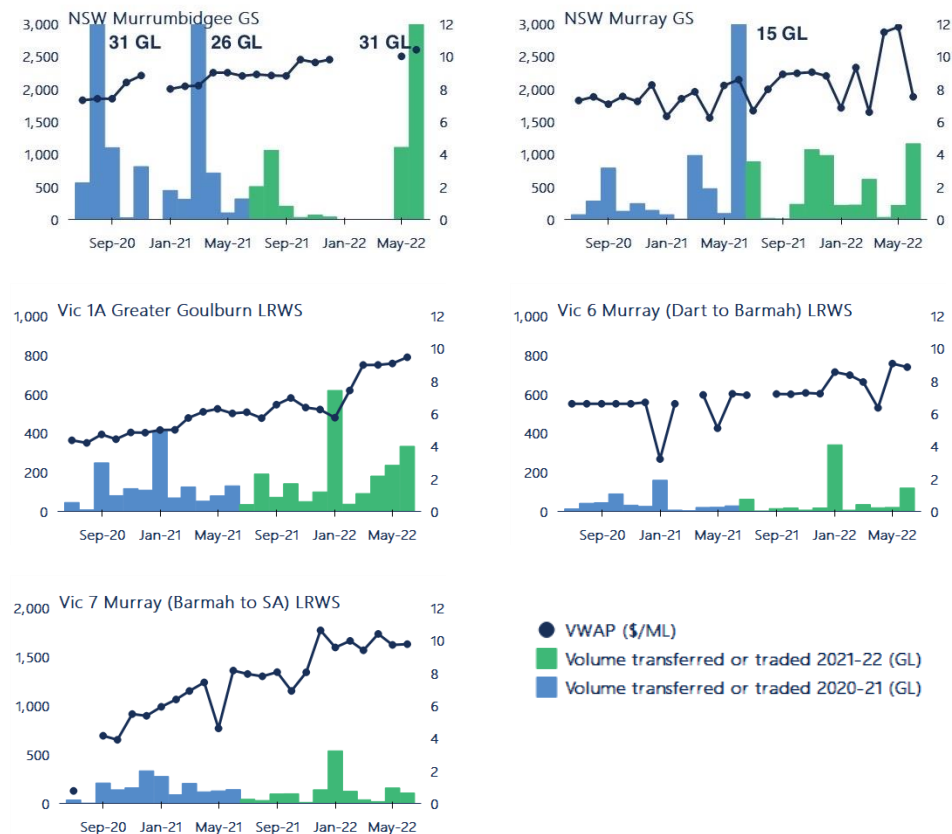 NSW Murrumbidgee GS
3,000 31 GL 26 GL 31 GL 12
2,500 10
2,000 8
1,500 6
1,000 4
500 2
0 0
Sep-20 Jan-21 May-21 Sep-21 Jan-22 May-22
NSW Murray GS
3,000 15 GL 12
2,500 10
2,000 8
1,500 6
1,000 4
500 2
0 0
Sep-20 Jan-21 May-21 Sep-21 Jan-22 May-22
Vic 1A Greater Goulburn LRWS
1,000 12
800 10
600 8
400 6
200 4
0 2
0
Sep-20 Jan-21 May-21 Sep-21 Jan-22 May-22
Vic 6 Murray (Dart to Barmah) LRWS
1,000 12
800 10
600 8
400 6
200 4
0 2
0
Sep-20 Jan-21 May-21 Sep-21 Jan-22 May-22
Vic 7 Murray (Barmah to SA) LRWS
2,000 12
1,500 10
1,000 8
500 6
0 4
2
0
Sep-20 Jan-21 May-21 Sep-21 Jan-22 May-22
VWAP ($/ML)
Volume transferred or traded 2021-22 (GL)
Volume transferred or traded 2020-21 (GL)